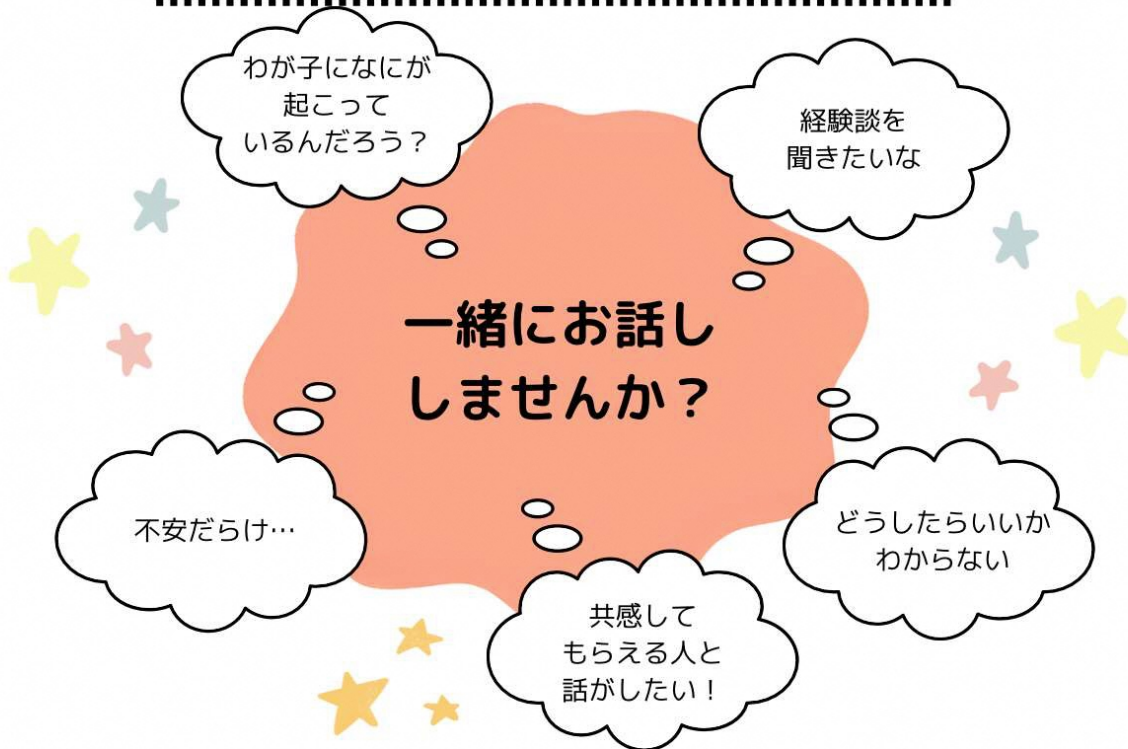 わが子になにが
起こって
いるんだろう？
経験談を
聞きたいな
一緒にお話し
しませんか？
不安だらけ…
どうしたらいいか
わからない
共感して
もらえる人と
話がしたい！